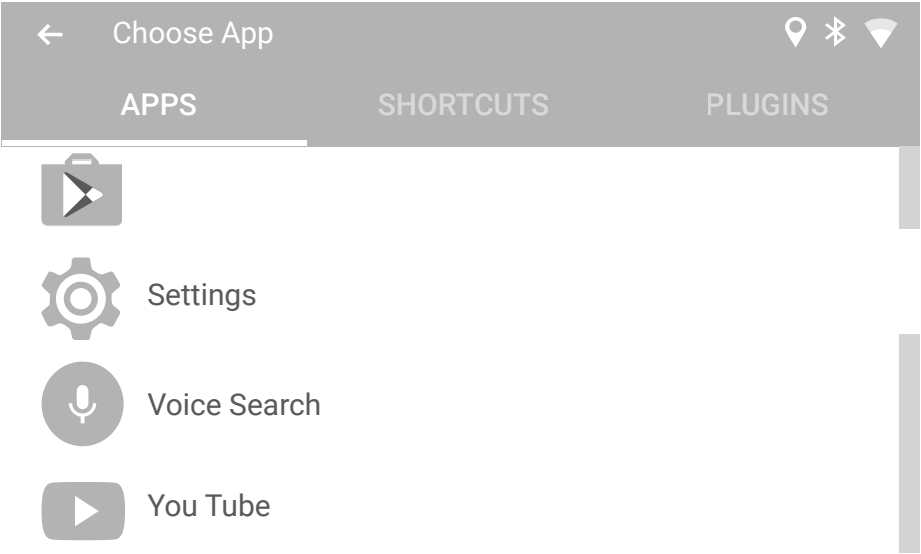 Choose App
APPS SHORTCUTS PLUGINS
Settings
Voice Search
You Tube